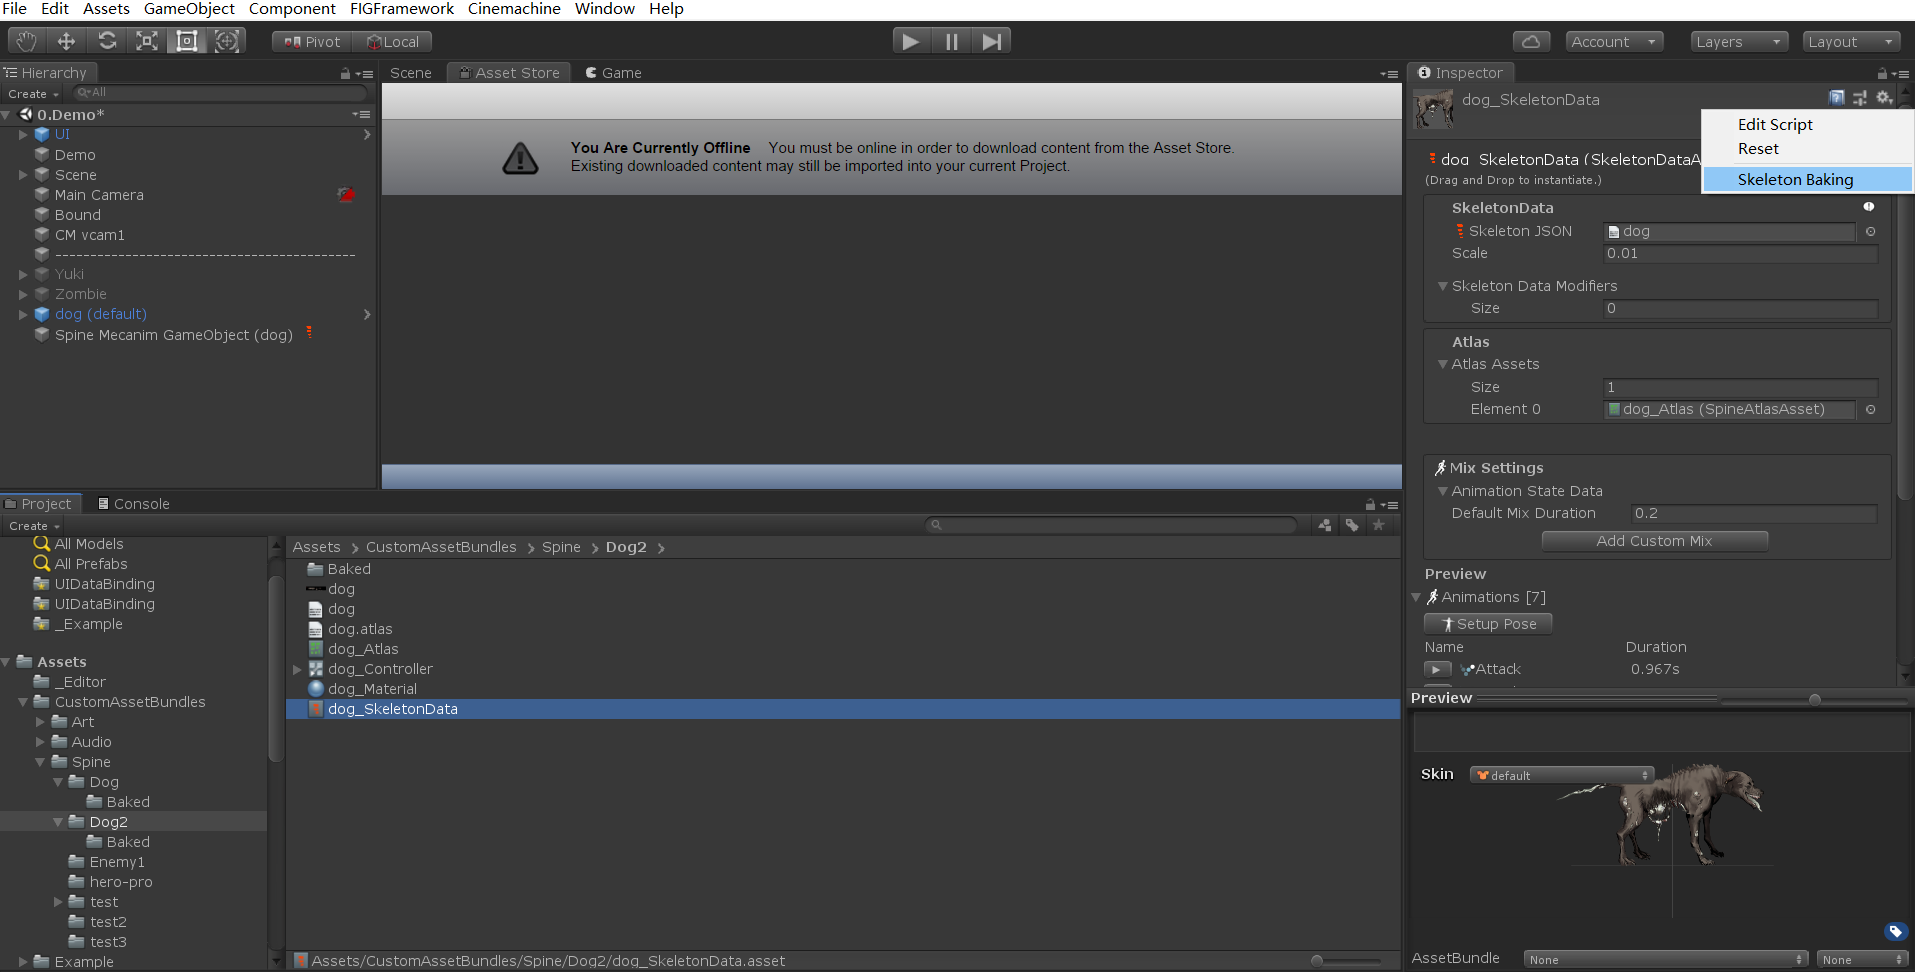 File Edit Assets GameObject Component FIGFramework Cinemachine Window Help
Pivot Local Account Layers Layout
Hierarchy
Create All
0.Demo*
UI
Demo
Scene
Main Camera
Bound
CM vcam1
-------------------------------------------
Yuki
Zombie
dog (default)
Spine Mecanim GameObject (dog)
Scene Asset Store Game
You Are Currently Offline You must be online in order to download content from the Asset Store.
Existing downloaded content may still be imported into your current Project.
Project Console
Create
All Models
All Prefabs
UIDataBinding
UIDataBinding
_Example
Assets
_Editor
CustomAssetBundles
Art
Audio
Spine
Dog
Baked
Dog2
Baked
Enemy1
hero-pro
test
test2
test3
Example
Assets CustomAssetBundles Spine Dog2
Baked
dog
dog
dog.atlas
dog_Atlas
dog_Controller
dog_Material
dog_SkeletonData
Assets/CustomAssetBundles/Spine/Dog2/dog_SkeletonData.asset
Inspector
dog_SkeletonData
Edit Script
Reset
Skeleton Baking
dog_SkeletonData (SkeletonDataA
(Drag and Drop to instantiate.)
SkeletonData
Skeleton JSON dog
Scale 0.01
Skeleton Data Modifiers
Size 0
Atlas
Atlas Assets
Size 1
Element 0 dog_Atlas (SpineAtlasAsset)
Mix Settings
Animation State Data
Default Mix Duration 0.2
Add Custom Mix
Preview
Animations [7]
Setup Pose
Name Duration
Attack 0.967s
Preview
Skin default
AssetBundle None None